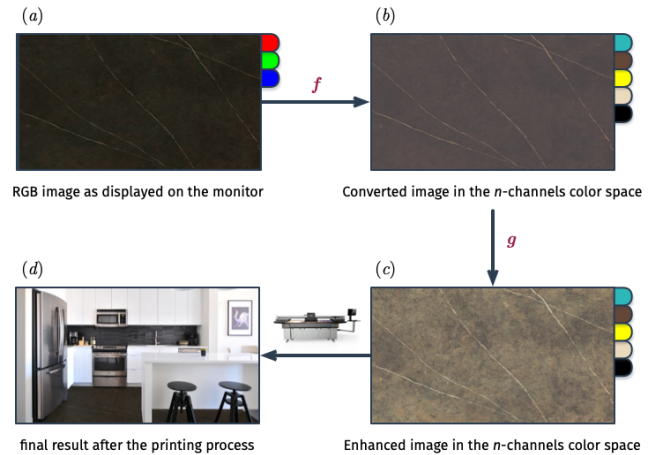 (a)
(b)
f
RGB image as displayed on the monitor
Converted image in the n-channels color space
g
(d)
(c)
final result after the printing process
Enhanced image in the n-channels color space